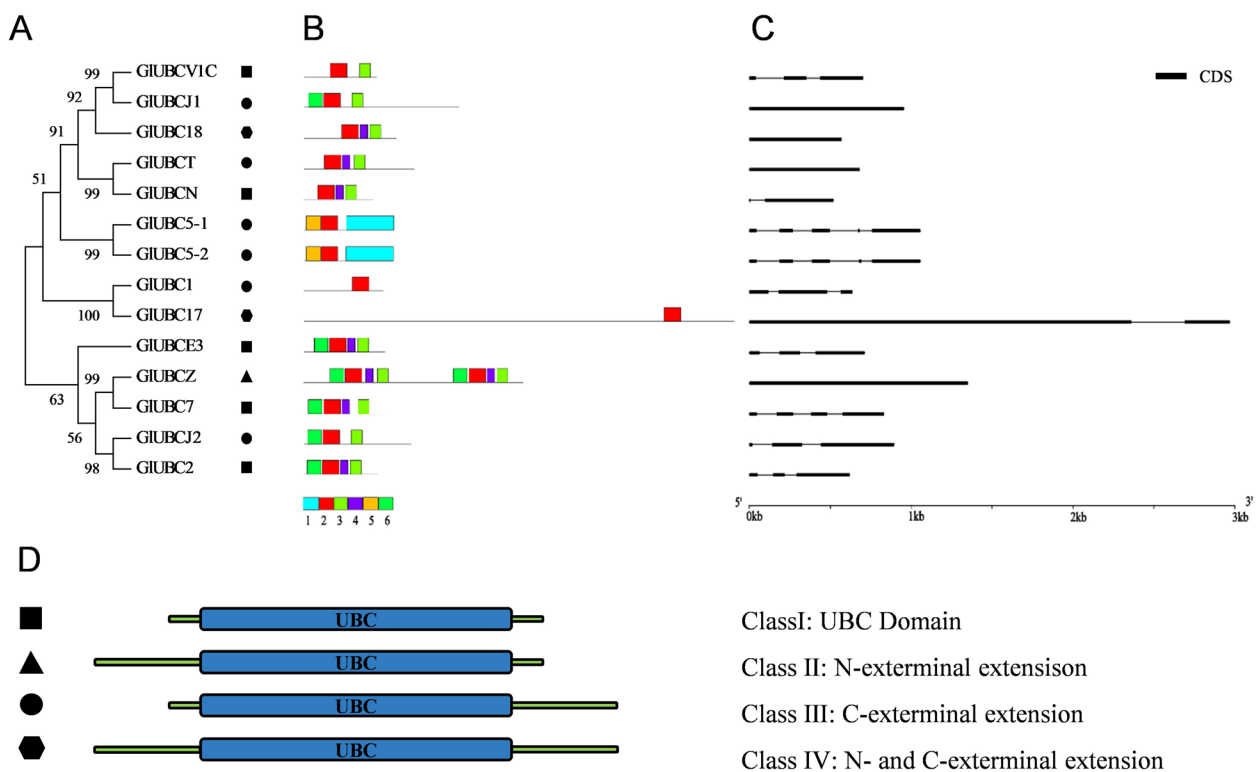 A
B
C
GlUBCV1C
GlUBCJ1
GlUBC18
GlUBCT
GlUBCN
GlUBC5-1
GlUBC5-2
GlUBC1
GlUBC17
GlUBCE3
GlUBCZ
GlUBC7
GlUBCJ2
GlUBC2
99
92
91
51
99
99
100
99
63
56
98
1 2 3 4 5 6
CDS
5' 3'
0kb 1kb 2kb 3kb
D
UBC
ClassI: UBC Domain
UBC
Class II: N-exterminal extensison
UBC
Class III: C-exterminal extension
UBC
Class IV: N- and C-exterminal extension